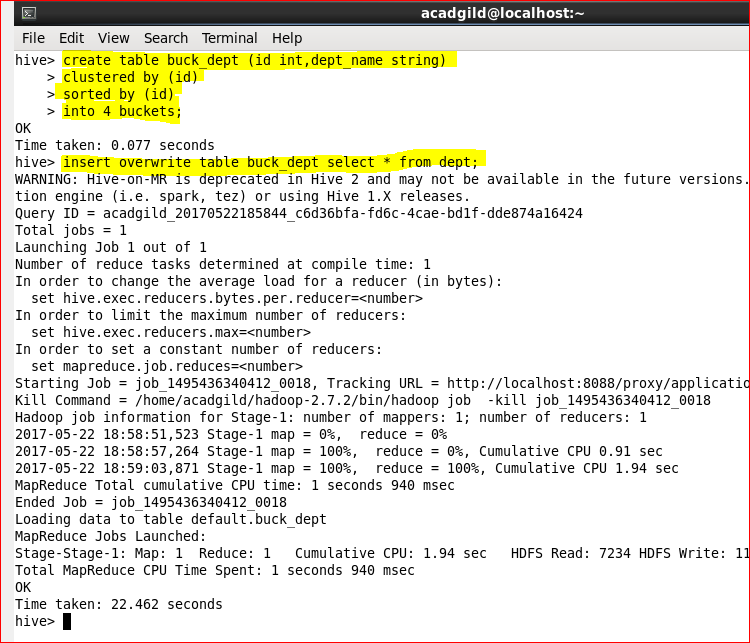 acadgild@localhost:~
File Edit View Search Terminal Help
hive> create table buck_dept (id int,dept_name string)
    > clustered by (id)
    > sorted by (id)
    > into 4 buckets;
OK
Time taken: 0.077 seconds
hive> insert overwrite table buck_dept select * from dept;
WARNING: Hive-on-MR is deprecated in Hive 2 and may not be available in the future versions.
tion engine (i.e. spark, tez) or using Hive 1.X releases.
Query ID = acadgild_20170522185844_c6d36bfa-fd6c-4cae-bd1f-dde874a16424
Total jobs = 1
Launching Job 1 out of 1
Number of reduce tasks determined at compile time: 1
In order to change the average load for a reducer (in bytes):
  set hive.exec.reducers.bytes.per.reducer=<number>
In order to limit the maximum number of reducers:
  set hive.exec.reducers.max=<number>
In order to set a constant number of reducers:
  set mapreduce.job.reduces=<number>
Starting Job = job_1495436340412_0018, Tracking URL = http://localhost:8088/proxy/applicatio
Kill Command = /home/acadgild/hadoop-2.7.2/bin/hadoop job  -kill job_1495436340412_0018
Hadoop job information for Stage-1: number of mappers: 1; number of reducers: 1
2017-05-22 18:58:51,523 Stage-1 map = 0%,  reduce = 0%
2017-05-22 18:58:57,264 Stage-1 map = 100%,  reduce = 0%, Cumulative CPU 0.91 sec
2017-05-22 18:59:03,871 Stage-1 map = 100%,  reduce = 100%, Cumulative CPU 1.94 sec
MapReduce Total cumulative CPU time: 1 seconds 940 msec
Ended Job = job_1495436340412_0018
Loading data to table default.buck_dept
MapReduce Jobs Launched:
Stage-Stage-1: Map: 1  Reduce: 1   Cumulative CPU: 1.94 sec   HDFS Read: 7234 HDFS Write: 11
Total MapReduce CPU Time Spent: 1 seconds 940 msec
OK
Time taken: 22.462 seconds
hive>